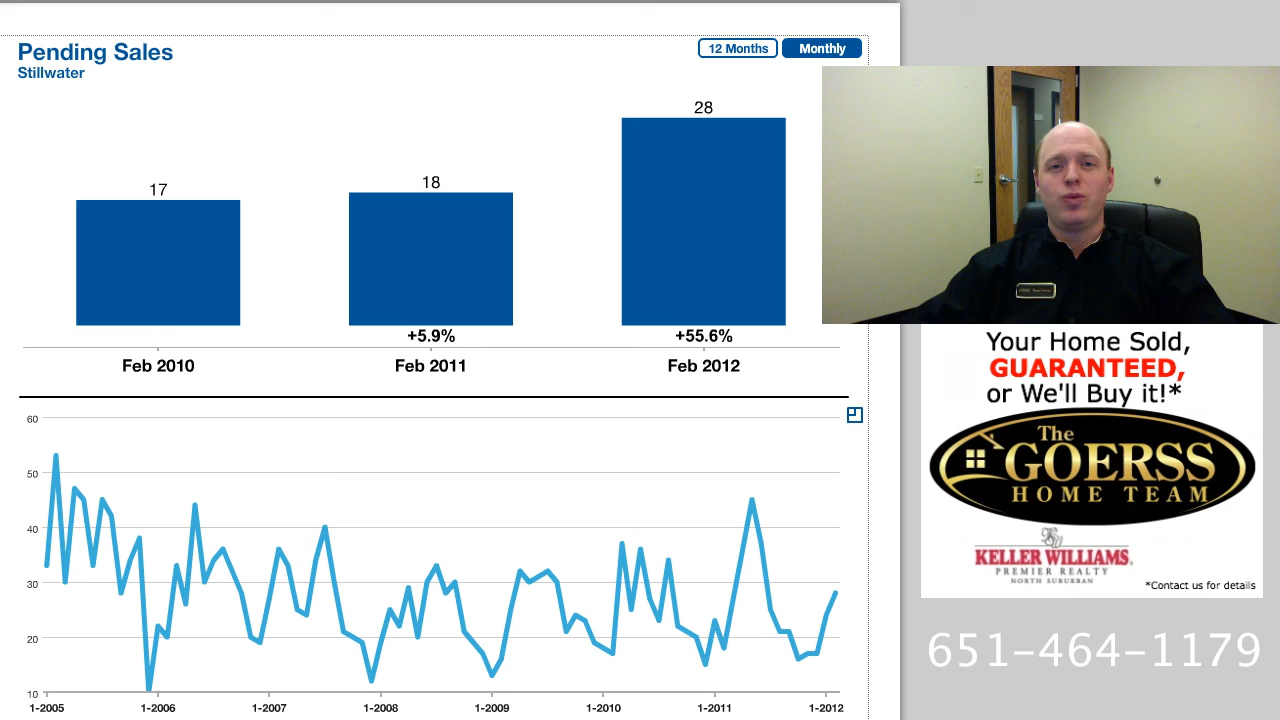 Pending Sales
Stillwater
12 Months Monthly
17 18 28
+5.9% +55.6%
Feb 2010 Feb 2011 Feb 2012
60
50
40
30
20
10
1-2005 1-2006 1-2007 1-2008 1-2009 1-2010 1-2011 1-2012
Your Home Sold,
GUARANTEED,
or We'll Buy it!*
The
GOERSS
HOME TEAM
KELLER WILLIAMS
PREMIER REALTY
NORTH SUBURBAN
*Contact us for details
651-464-1179